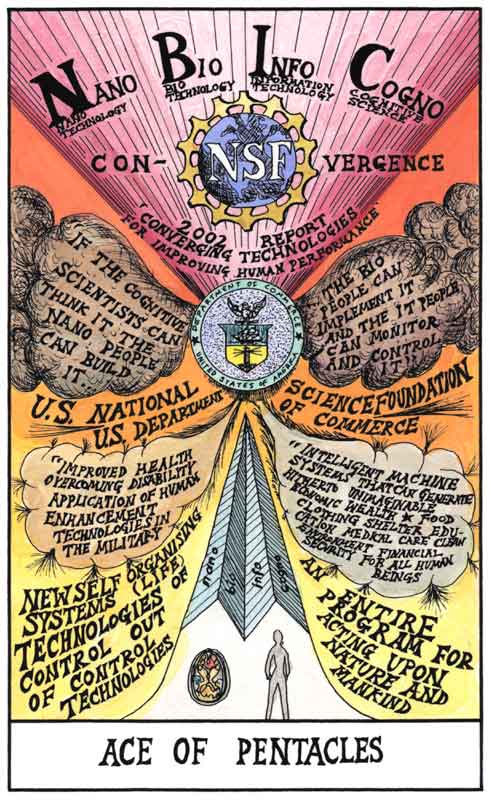 NANO BIO INFO COGNO
NANO TECHNOLOGY
BIO TECHNOLOGY
INFORMATION TECHNOLOGY
COGNITIVE SCIENCE
CON- NSF VERGENCE
2002 REPORT
"CONVERGING TECHNOLOGIES
FOR IMPROVING HUMAN PERFORMANCE"
"IF THE COGNITIVE
SCIENTISTS CAN
THINK IT THE
NANO PEOPLE
CAN BUILD
IT.
THE BIO
PEOPLE CAN
IMPLEMENT IT
AND THE IT PEOPLE
CAN MONITOR
AND CONTROL
IT"
DEPARTMENT OF COMMERCE
UNITED STATES OF AMERICA
U.S. NATIONAL SCIENCE FOUNDATION
U.S. DEPARTMENT OF COMMERCE
"IMPROVED HEALTH
OVERCOMING DISABILITY
APPLICATION OF HUMAN
ENHANCEMENT
TECHNOLOGIES IN
THE MILITARY"
"INTELLIGENT MACHINE
SYSTEMS THAT CAN GENERATE
HITHERTO UNIMAGINABLE
ECONOMIC WEALTH & FOOD
CLOTHING SHELTER EDU-
CATION MEDICAL CARE CLEAN
FINANCIAL
SECURITY FOR ALL HUMAN
BEINGS
nano
bio
info
cogno
NEW SELF ORGANISING
SYSTEMS (LIFE)
TECHNOLOGIES OF
CONTROL OUT
OF CONTROL
TECHNOLOGIES
AN ENTIRE
PROGRAM FOR
ACTING UPON
NATURE AND
MANKIND
ACE OF PENTACLES